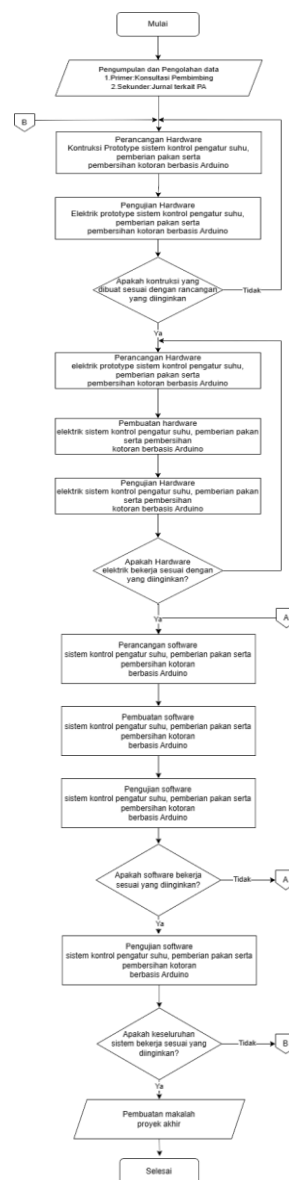 Mulai
Pengumpulan dan Pengolahan data
1.Primer:Konsultasi Pembimbing
2.Sekunder:Jurnal terkait PA
B
Perancangan Hardware
Kontruksi Prototype sistem kontrol pengatur suhu,
pemberian pakan serta
pembersihan kotoran berbasis Arduino
Pengujian Hardware
Elektrik prototype sistem kontrol pengatur suhu,
pemberian pakan serta
pembersihan kotoran berbasis Arduino
Apakah kontruksi yang
dibuat sesuai dengan rancangan
yang diinginkan
Tidak
Ya
Perancangan Hardware
elektrik prototype sistem kontrol pengatur suhu,
pemberian pakan serta
pembersihan kotoran berbasis Arduino
Pembuatan hardware
elektrik sistem kontrol pengatur suhu, pemberian pakan
serta pembersihan
kotoran berbasis Arduino
Pengujian Hardware
elektrik sistem kontrol pengatur suhu, pemberian pakan
serta pembersihan
kotoran berbasis Arduino
Apakah Hardware
elektrik bekerja sesuai dengan
yang diinginkan?
Ya
A
Perancangan software
sistem kontrol pengatur suhu, pemberian pakan serta
pembersihan kotoran
berbasis Arduino
Pembuatan software
sistem kontrol pengatur suhu, pemberian pakan serta
pembersihan kotoran
berbasis Arduino
Pengujian software
sistem kontrol pengatur suhu, pemberian pakan serta
pembersihan kotoran
berbasis Arduino
Apakah software bekerja
sesuai yang diinginkan?
Tidak
A
Ya
Pengujian software
sistem kontrol pengatur suhu, pemberian pakan serta
pembersihan kotoran
berbasis Arduino
Apakah keseluruhan
sistem bekerja sesuai yang
diinginkan?
Tidak
B
Ya
Pembuatan makalah
proyek akhir
Selesai